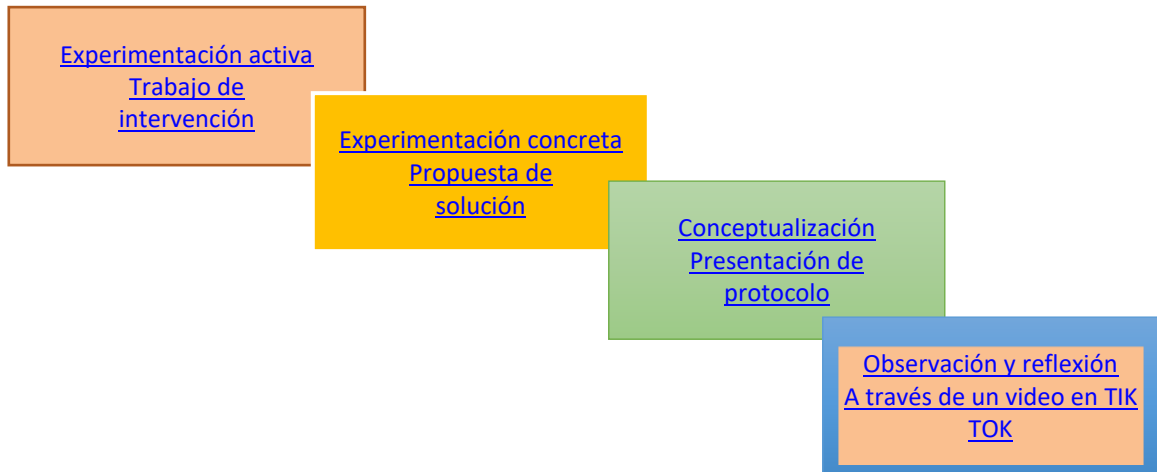 Experimentación activa
Trabajo de
intervención
Experimentación concreta
Propuesta de
solución
Conceptualización
Presentación de
protocolo
Observación y reflexión
A través de un video en TIK
TOK